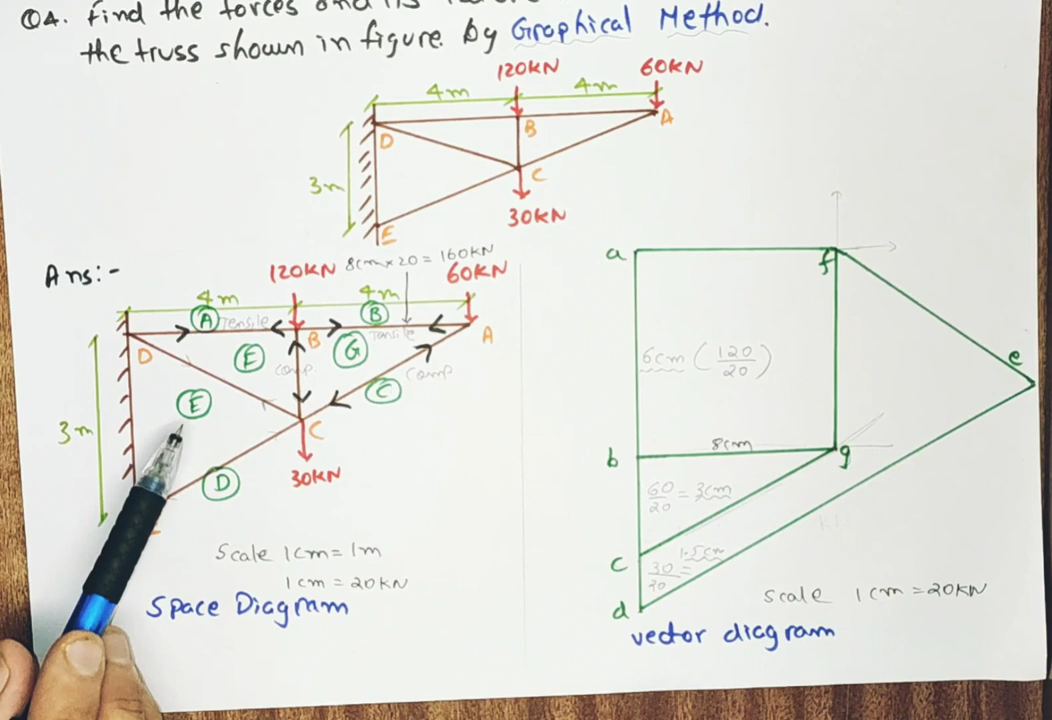 Q4. Find the forces and its
the truss shown in figure by Graphical Method.
120KN
60KN
4m
4m
D
B
A
3m
C
30KN
E
8cm×20 = 160KN
Ans:-
120KN
60KN
4m
4m
A
Tensile
B
Tensile
D
B
A
E
Comp
G
Comp
E
C
3m
C
D
30KN
Scale 1cm=1m
1cm = 20KN
Space Diagram
a
f
6cm (120/20)
e
b
8cm
g
60/20 = 3cm
c
1.5cm
30/20 =
d
Scale 1cm = 20KN
vector diagram